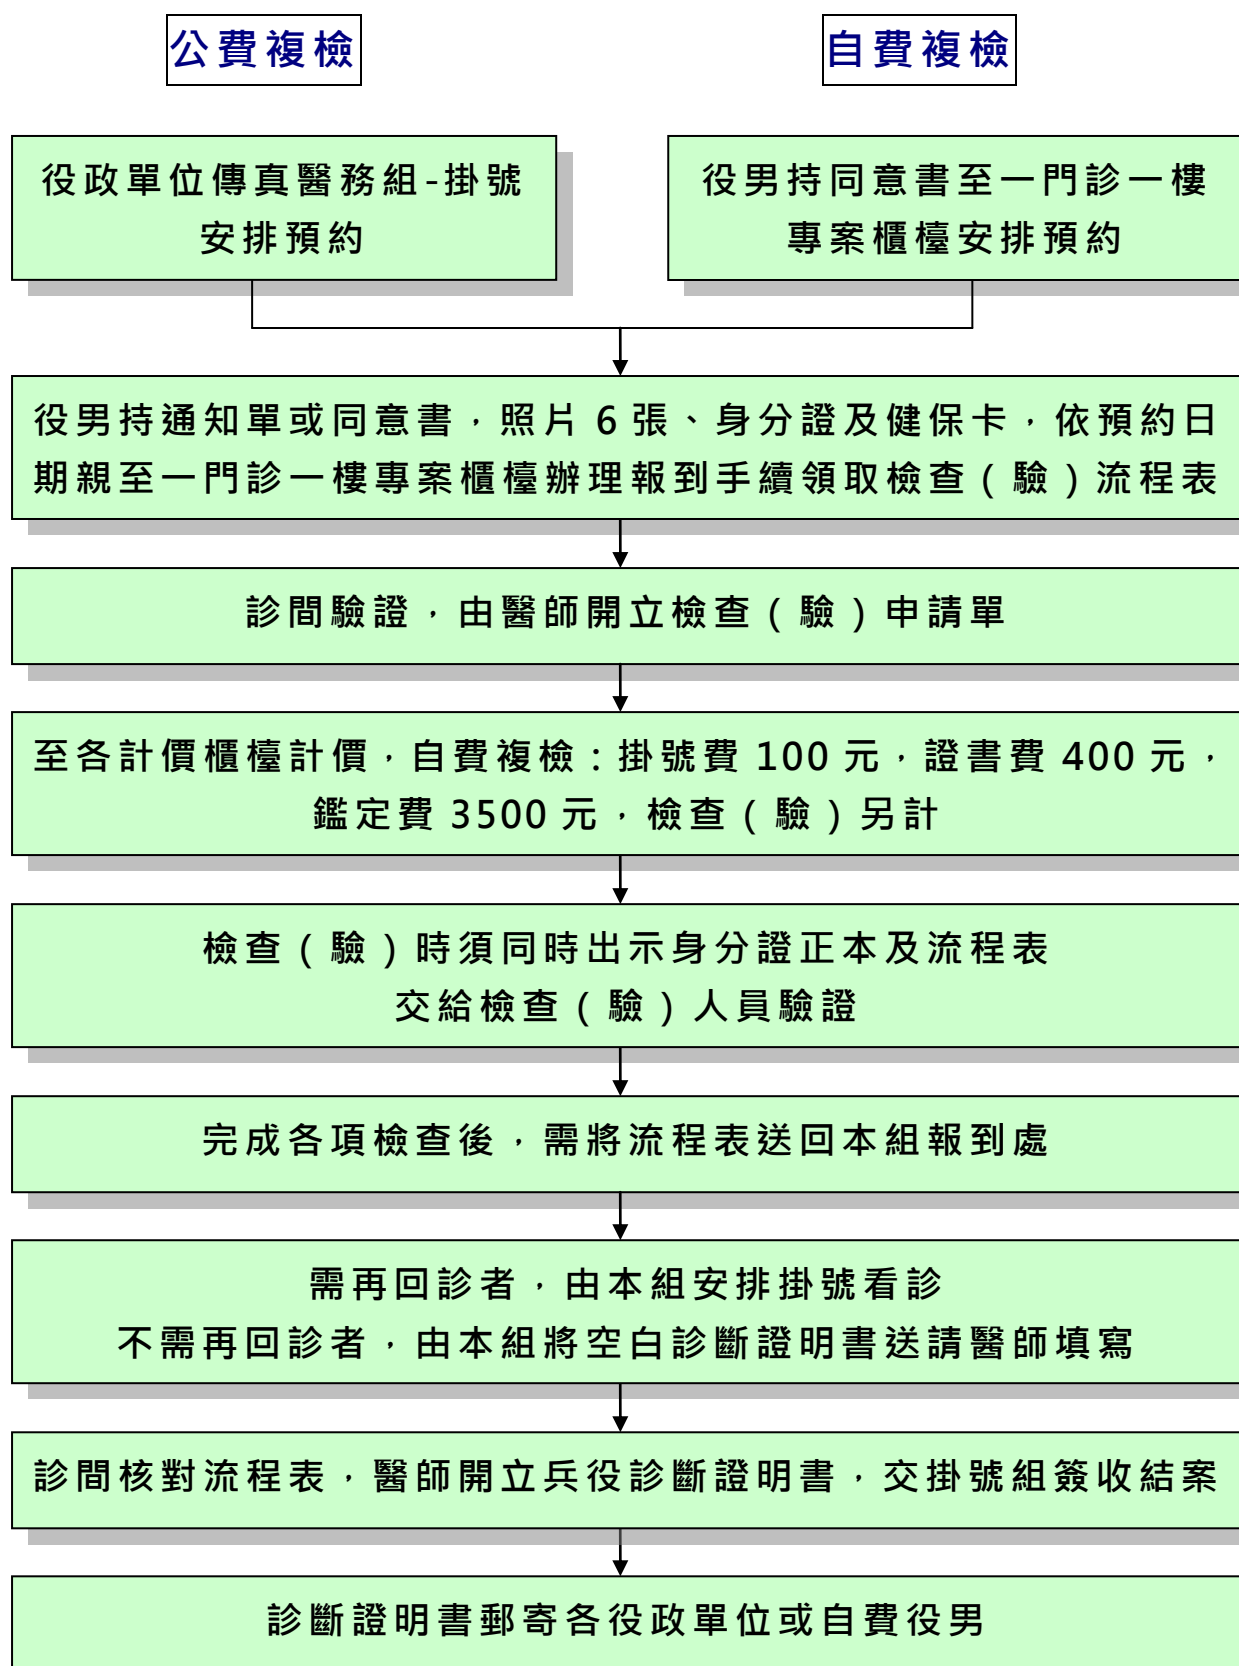 公費複檢
自費複檢
役政單位傳真醫務組-掛號
安排預約
役男持同意書至一門診一樓
專案櫃檯安排預約
役男持通知單或同意書，照片 6 張、身分證及健保卡，依預約日
期親至一門診一樓專案櫃檯辦理報到手續領取檢查（驗）流程表
診間驗證，由醫師開立檢查（驗）申請單
至各計價櫃檯計價，自費複檢：掛號費 100 元，證書費 400 元，
鑑定費 3500 元，檢查（驗）另計
檢查（驗）時須同時出示身分證正本及流程表
交給檢查（驗）人員驗證
完成各項檢查後，需將流程表送回本組報到處
需再回診者，由本組安排掛號看診
不需再回診者，由本組將空白診斷證明書送請醫師填寫
診間核對流程表，醫師開立兵役診斷證明書，交掛號組簽收結案
診斷證明書郵寄各役政單位或自費役男